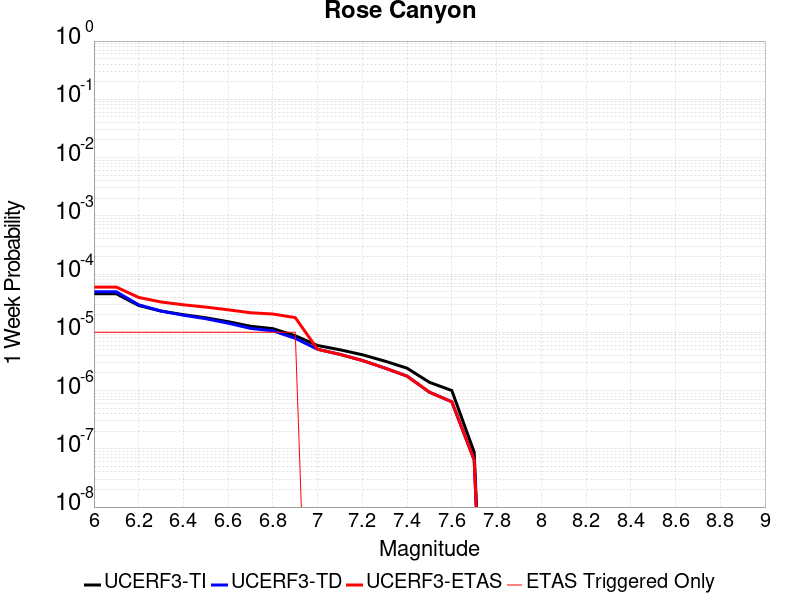 Rose Canyon
10^0
10^-1
10^-2
10^-3
10^-4
10^-5
10^-6
10^-7
10^-8
1 Week Probability
6 6.2 6.4 6.6 6.8 7 7.2 7.4 7.6 7.8 8 8.2 8.4 8.6 8.8 9
Magnitude
UCERF3-TI UCERF3-TD UCERF3-ETAS ETAS Triggered Only